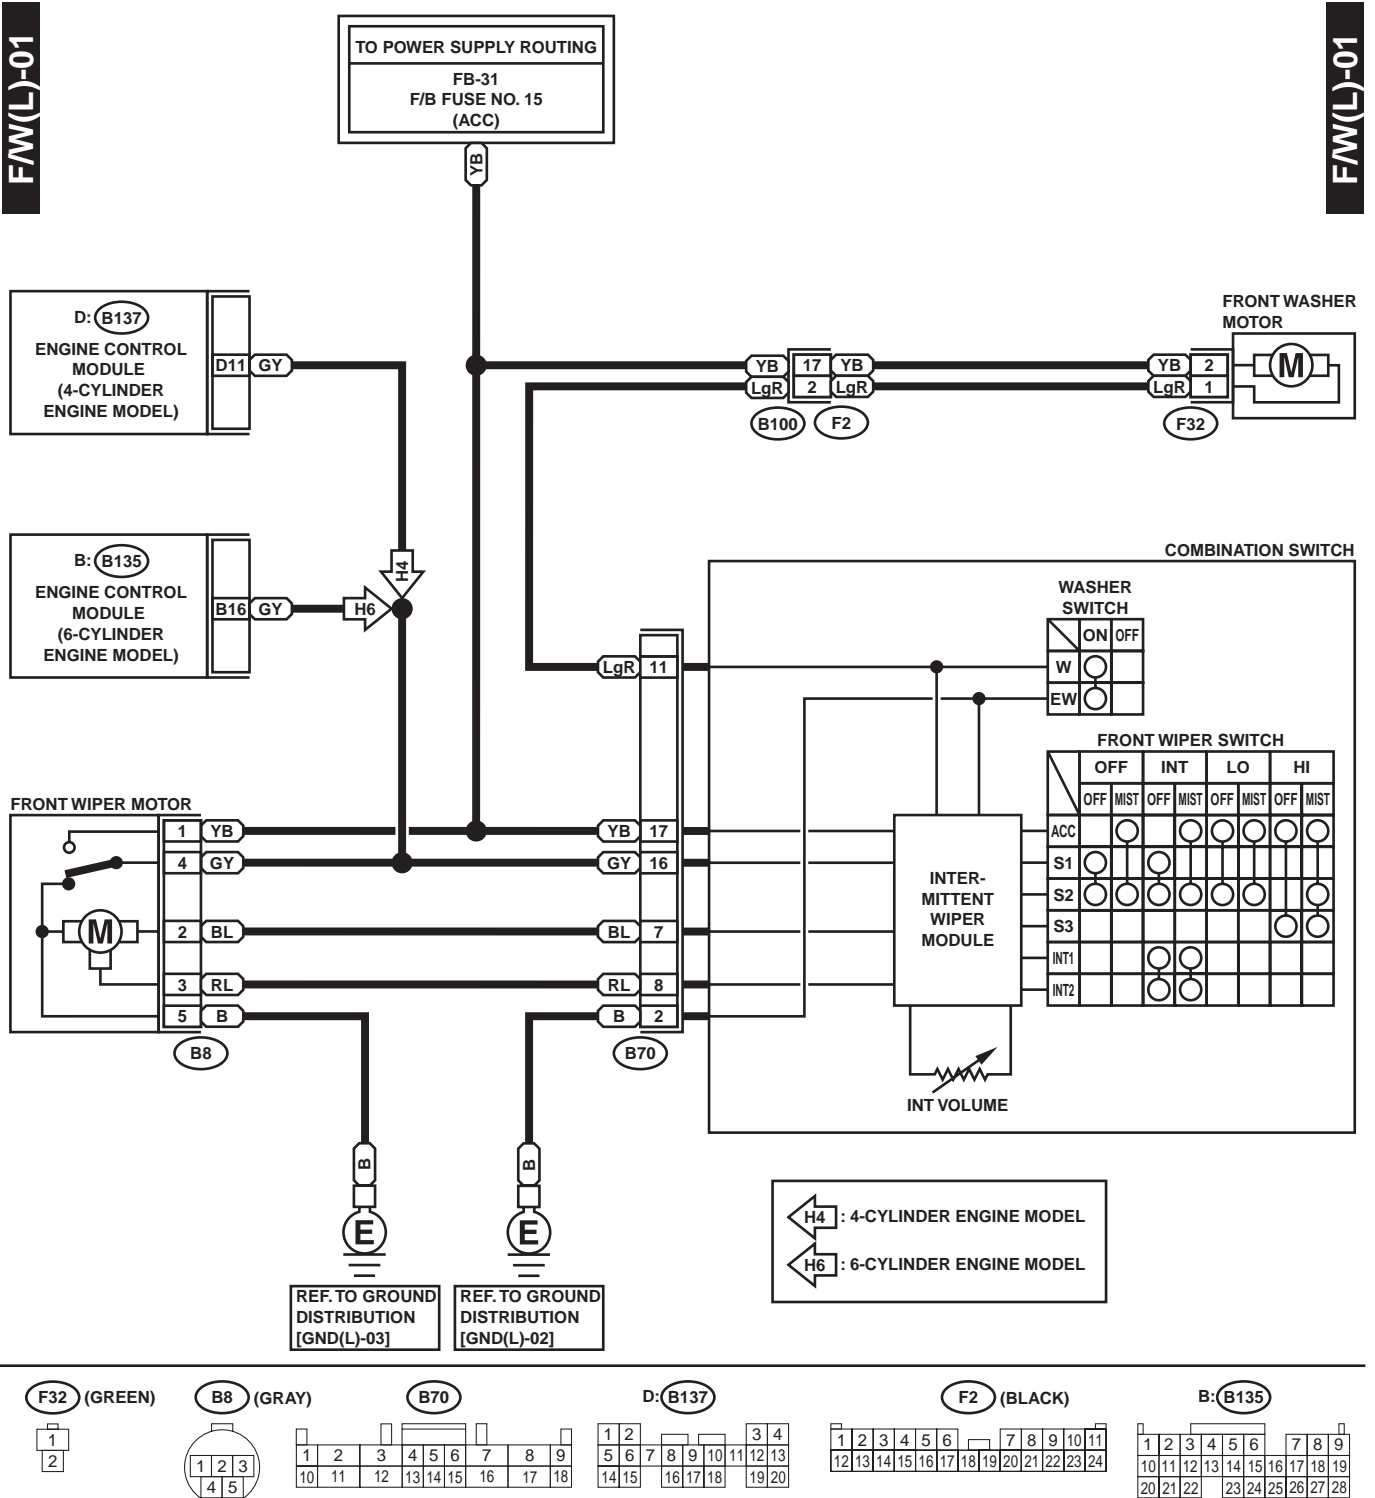 F/W(L)-01
F/W(L)-01
TO POWER SUPPLY ROUTING
FB-31
F/B FUSE NO. 15
(ACC)
YB
D: B137
ENGINE CONTROL
MODULE
(4-CYLINDER
ENGINE MODEL)
D11 GY
FRONT WASHER
MOTOR
YB 17 YB
LgR 2 LgR
B100 F2
YB 2
LgR 1
F32
M
B: B135
ENGINE CONTROL
MODULE
(6-CYLINDER
ENGINE MODEL)
B16 GY
H4
H6
COMBINATION SWITCH
WASHER
SWITCH
ON OFF
W
EW
LgR 11
FRONT WIPER SWITCH
OFF INT LO HI
OFF MIST OFF MIST OFF MIST OFF MIST
ACC
S1
S2
S3
INT1
INT2
FRONT WIPER MOTOR
M
1 YB
4 GY
2 BL
3 RL
5 B
B8
YB 17
GY 16
BL 7
RL 8
B 2
B70
INTER-
MITTENT
WIPER
MODULE
INT VOLUME
B
B
E
E
REF. TO GROUND
DISTRIBUTION
[GND(L)-03]
REF. TO GROUND
DISTRIBUTION
[GND(L)-02]
H4 : 4-CYLINDER ENGINE MODEL
H6 : 6-CYLINDER ENGINE MODEL
F32 (GREEN)
1
2
B8 (GRAY)
1 2 3
4 5
B70
1 2 3 4 5 6 7 8 9
10 11 12 13 14 15 16 17 18
D: B137
1 2 3 4
5 6 7 8 9 10 11 12 13
14 15 16 17 18 19 20
F2 (BLACK)
1 2 3 4 5 6 7 8 9 10 11
12 13 14 15 16 17 18 19 20 21 22 23 24
B: B135
1 2 3 4 5 6 7 8 9
10 11 12 13 14 15 16 17 18 19
20 21 22 23 24 25 26 27 28